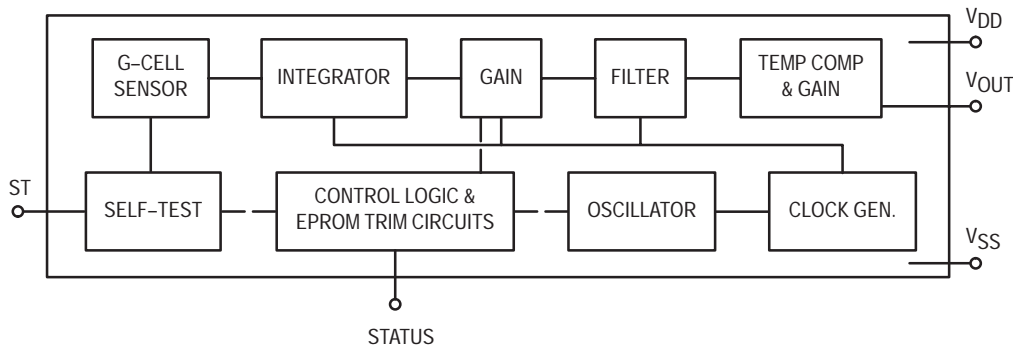 G–CELL
SENSOR
INTEGRATOR
GAIN
FILTER
TEMP COMP
& GAIN
VDD
VOUT
ST
SELF–TEST
CONTROL LOGIC &
EPROM TRIM CIRCUITS
OSCILLATOR
CLOCK GEN.
VSS
STATUS